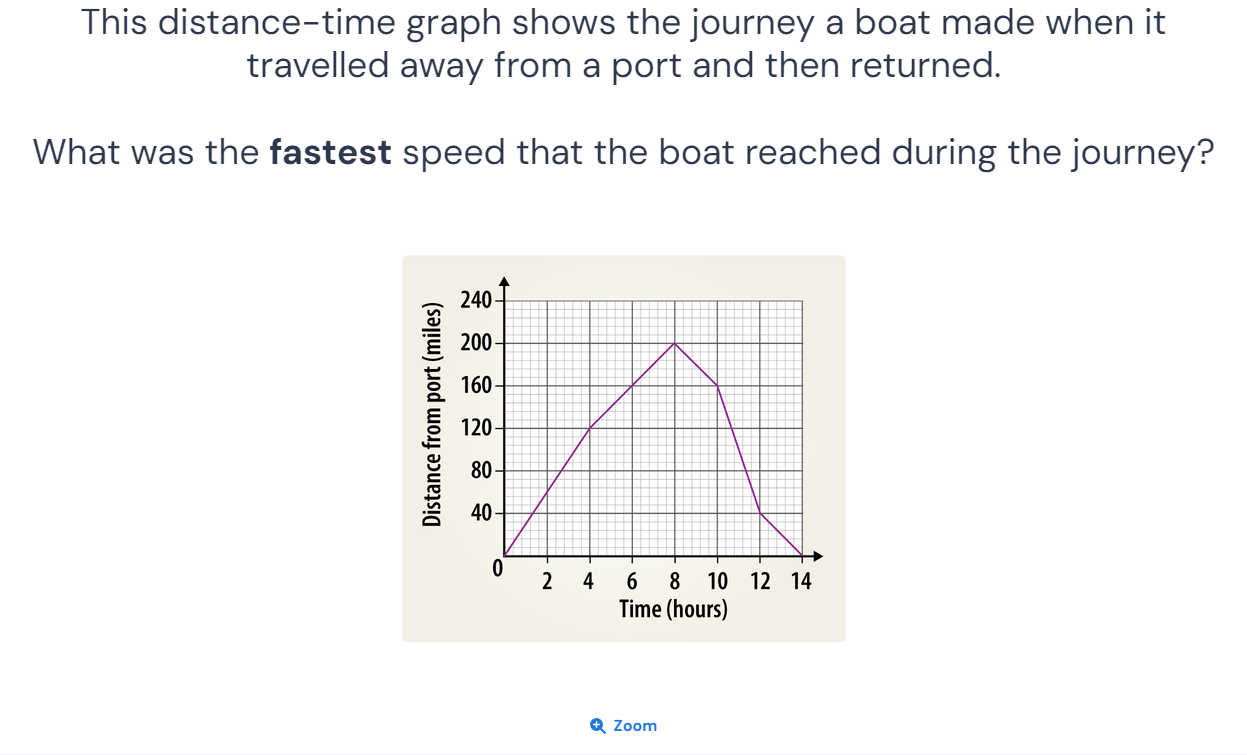 This distance-time graph shows the journey a boat made when it
travelled away from a port and then returned.
What was the fastest speed that the boat reached during the journey?
Distance from port (miles)
240
200
160
120
80
40
0
2 4 6 8 10 12 14
Time (hours)
Zoom